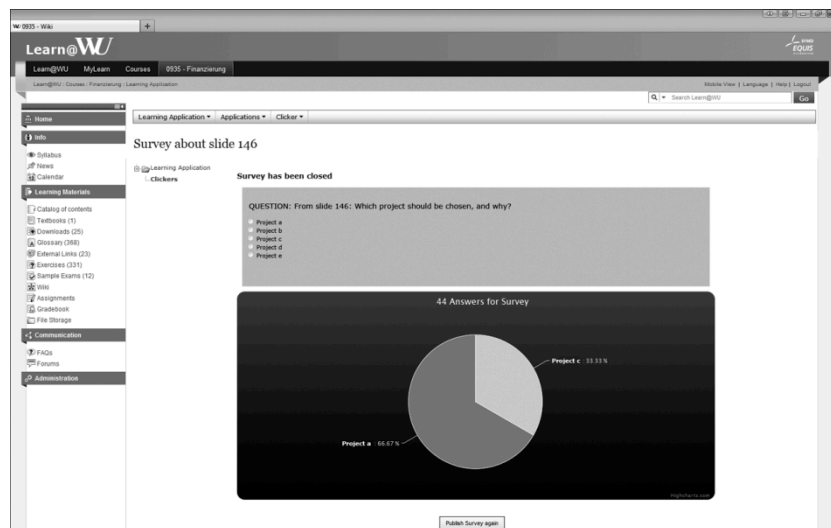 0935 - Wiki
+
Learn@WU
EFMD
EQUIS
Learn@WU MyLearn Courses 0935 - Finanzierung
Learn@WU : Courses : Finanzierung : Learning Application
Mobile View | Language | Help | Logout
Search Learn@WU Go
Home
Learning Application Applications Clicker
Info
Survey about slide 146
Syllabus
News
Calendar
Learning Application
Clickers
Survey has been closed
Learning Materials
Catalog of contents
Textbooks (1)
Downloads (25)
Glossary (368)
External Links (23)
Exercises (331)
Sample Exams (12)
Wiki
Assignments
Gradebook
File Storage
QUESTION: From slide 146: Which project should be chosen, and why?
Project a
Project b
Project c
Project d
Project e
Communication
FAQs
Forums
Administration
44 Answers for Survey
Project c : 33.33 %
Project a : 66.67 %
Highcharts.com
Publish Survey again